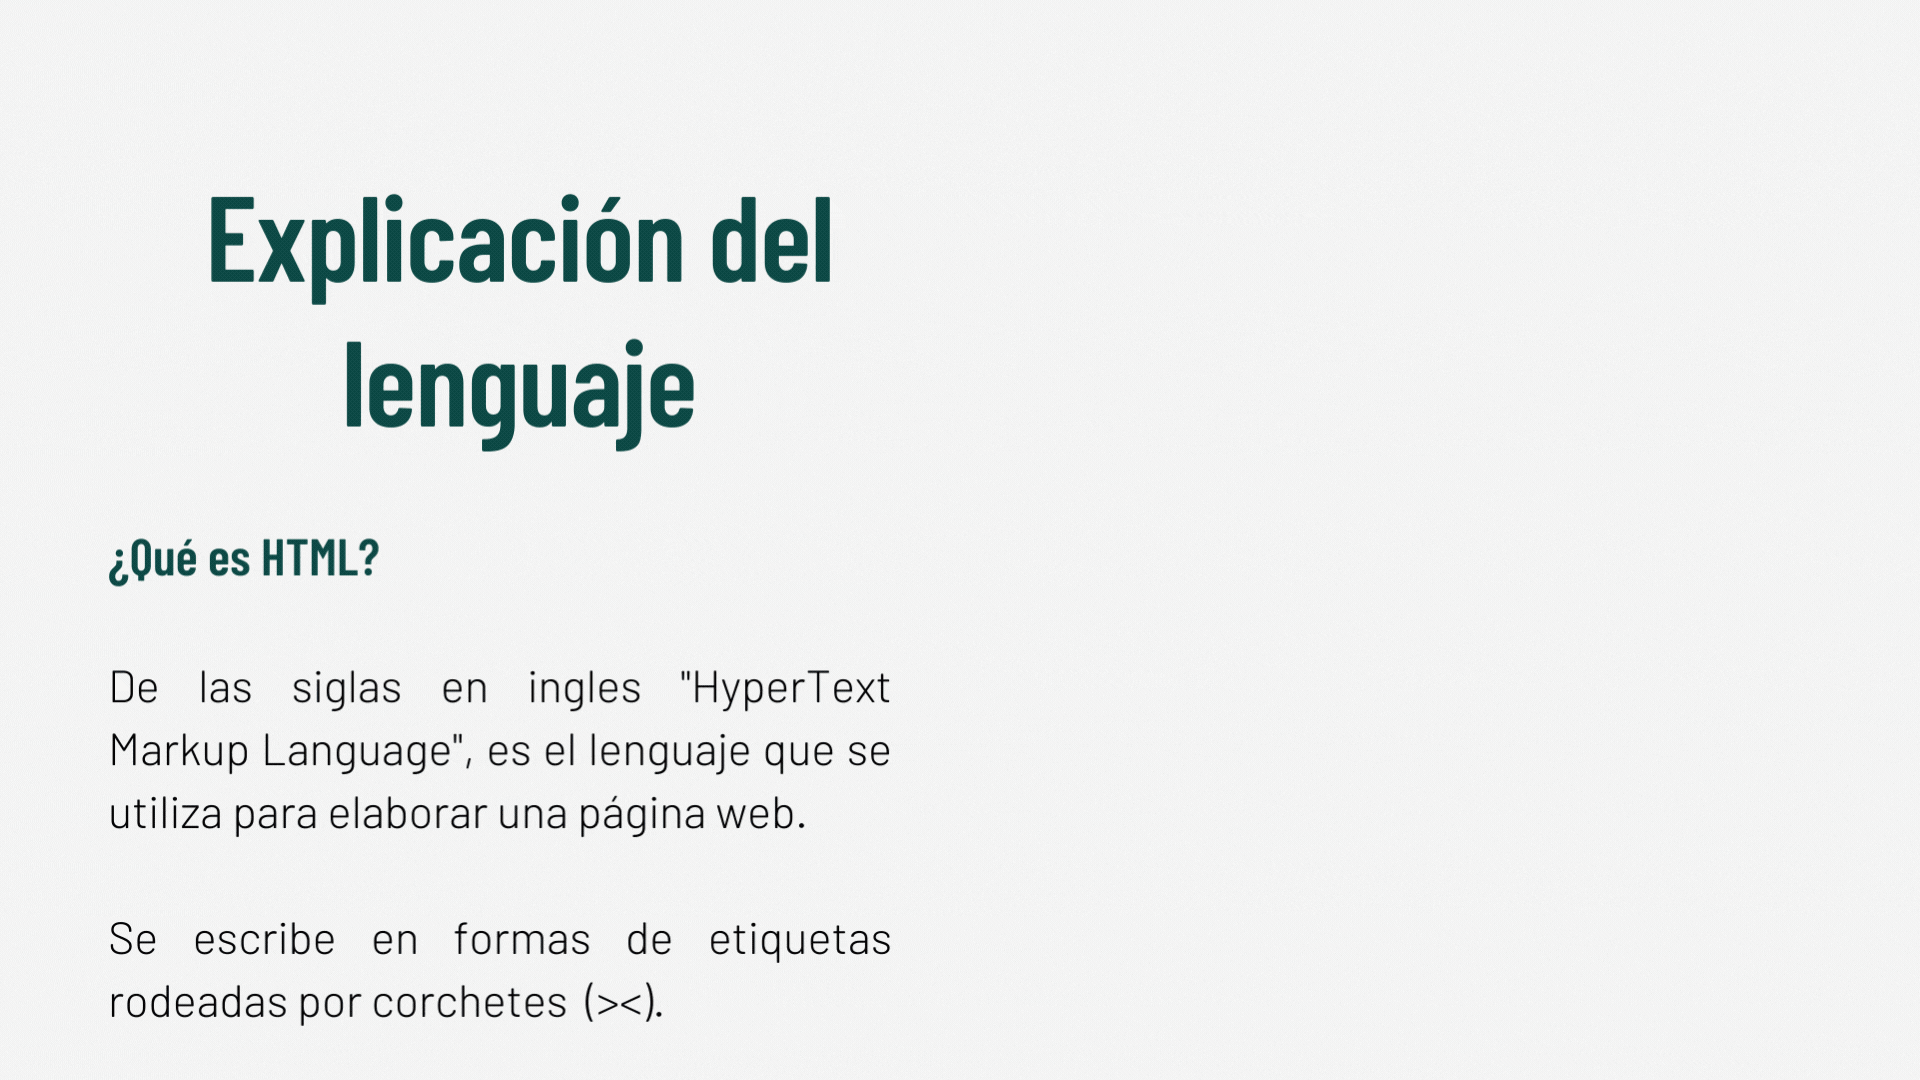 Explicación del
lenguaje
¿Qué es HTML?
De las siglas en ingles "HyperText
Markup Language", es el lenguaje que se
utiliza para elaborar una página web.
Se escribe en formas de etiquetas
rodeadas por corchetes (><).